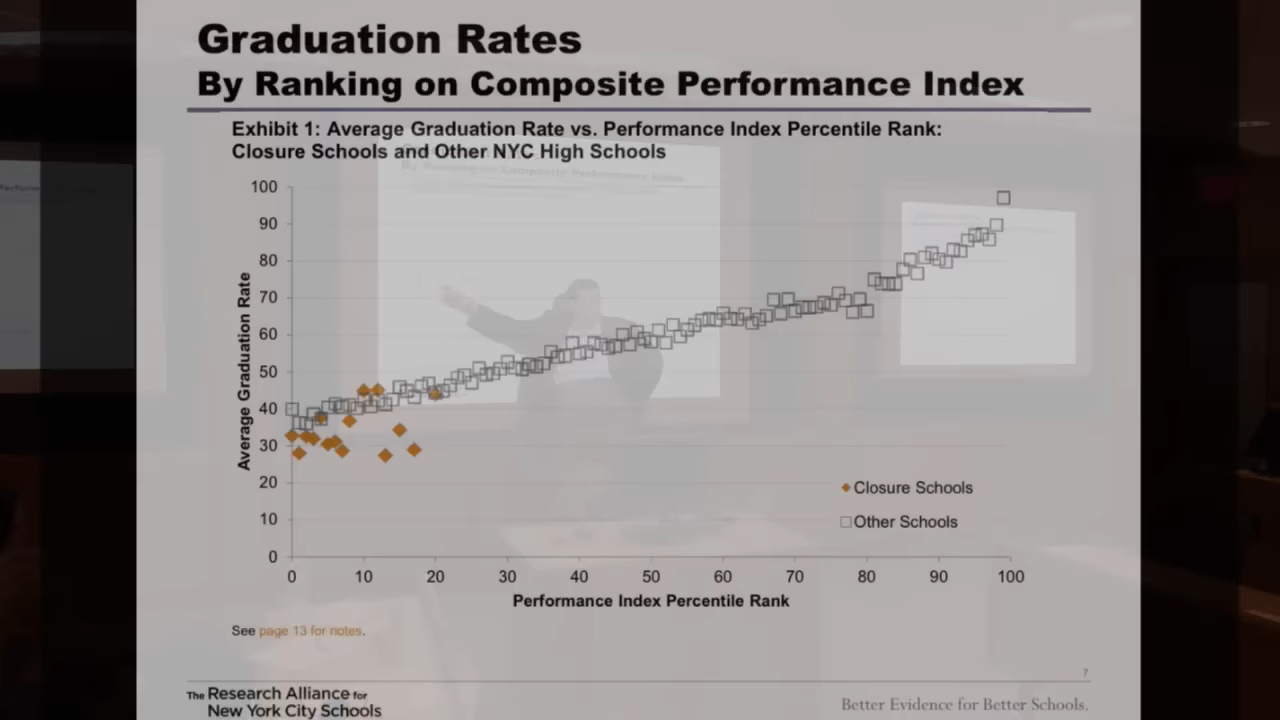 Graduation Rates
By Ranking on Composite Performance Index
Exhibit 1: Average Graduation Rate vs. Performance Index Percentile Rank:
Closure Schools and Other NYC High Schools
Average Graduation Rate
100
90
80
70
60
50
40
30
20
10
0
Closure Schools
Other Schools
0 10 20 30 40 50 60 70 80 90 100
Performance Index Percentile Rank
See page 13 for notes.
7
The Research Alliance for
New York City Schools
Better Evidence for Better Schools.